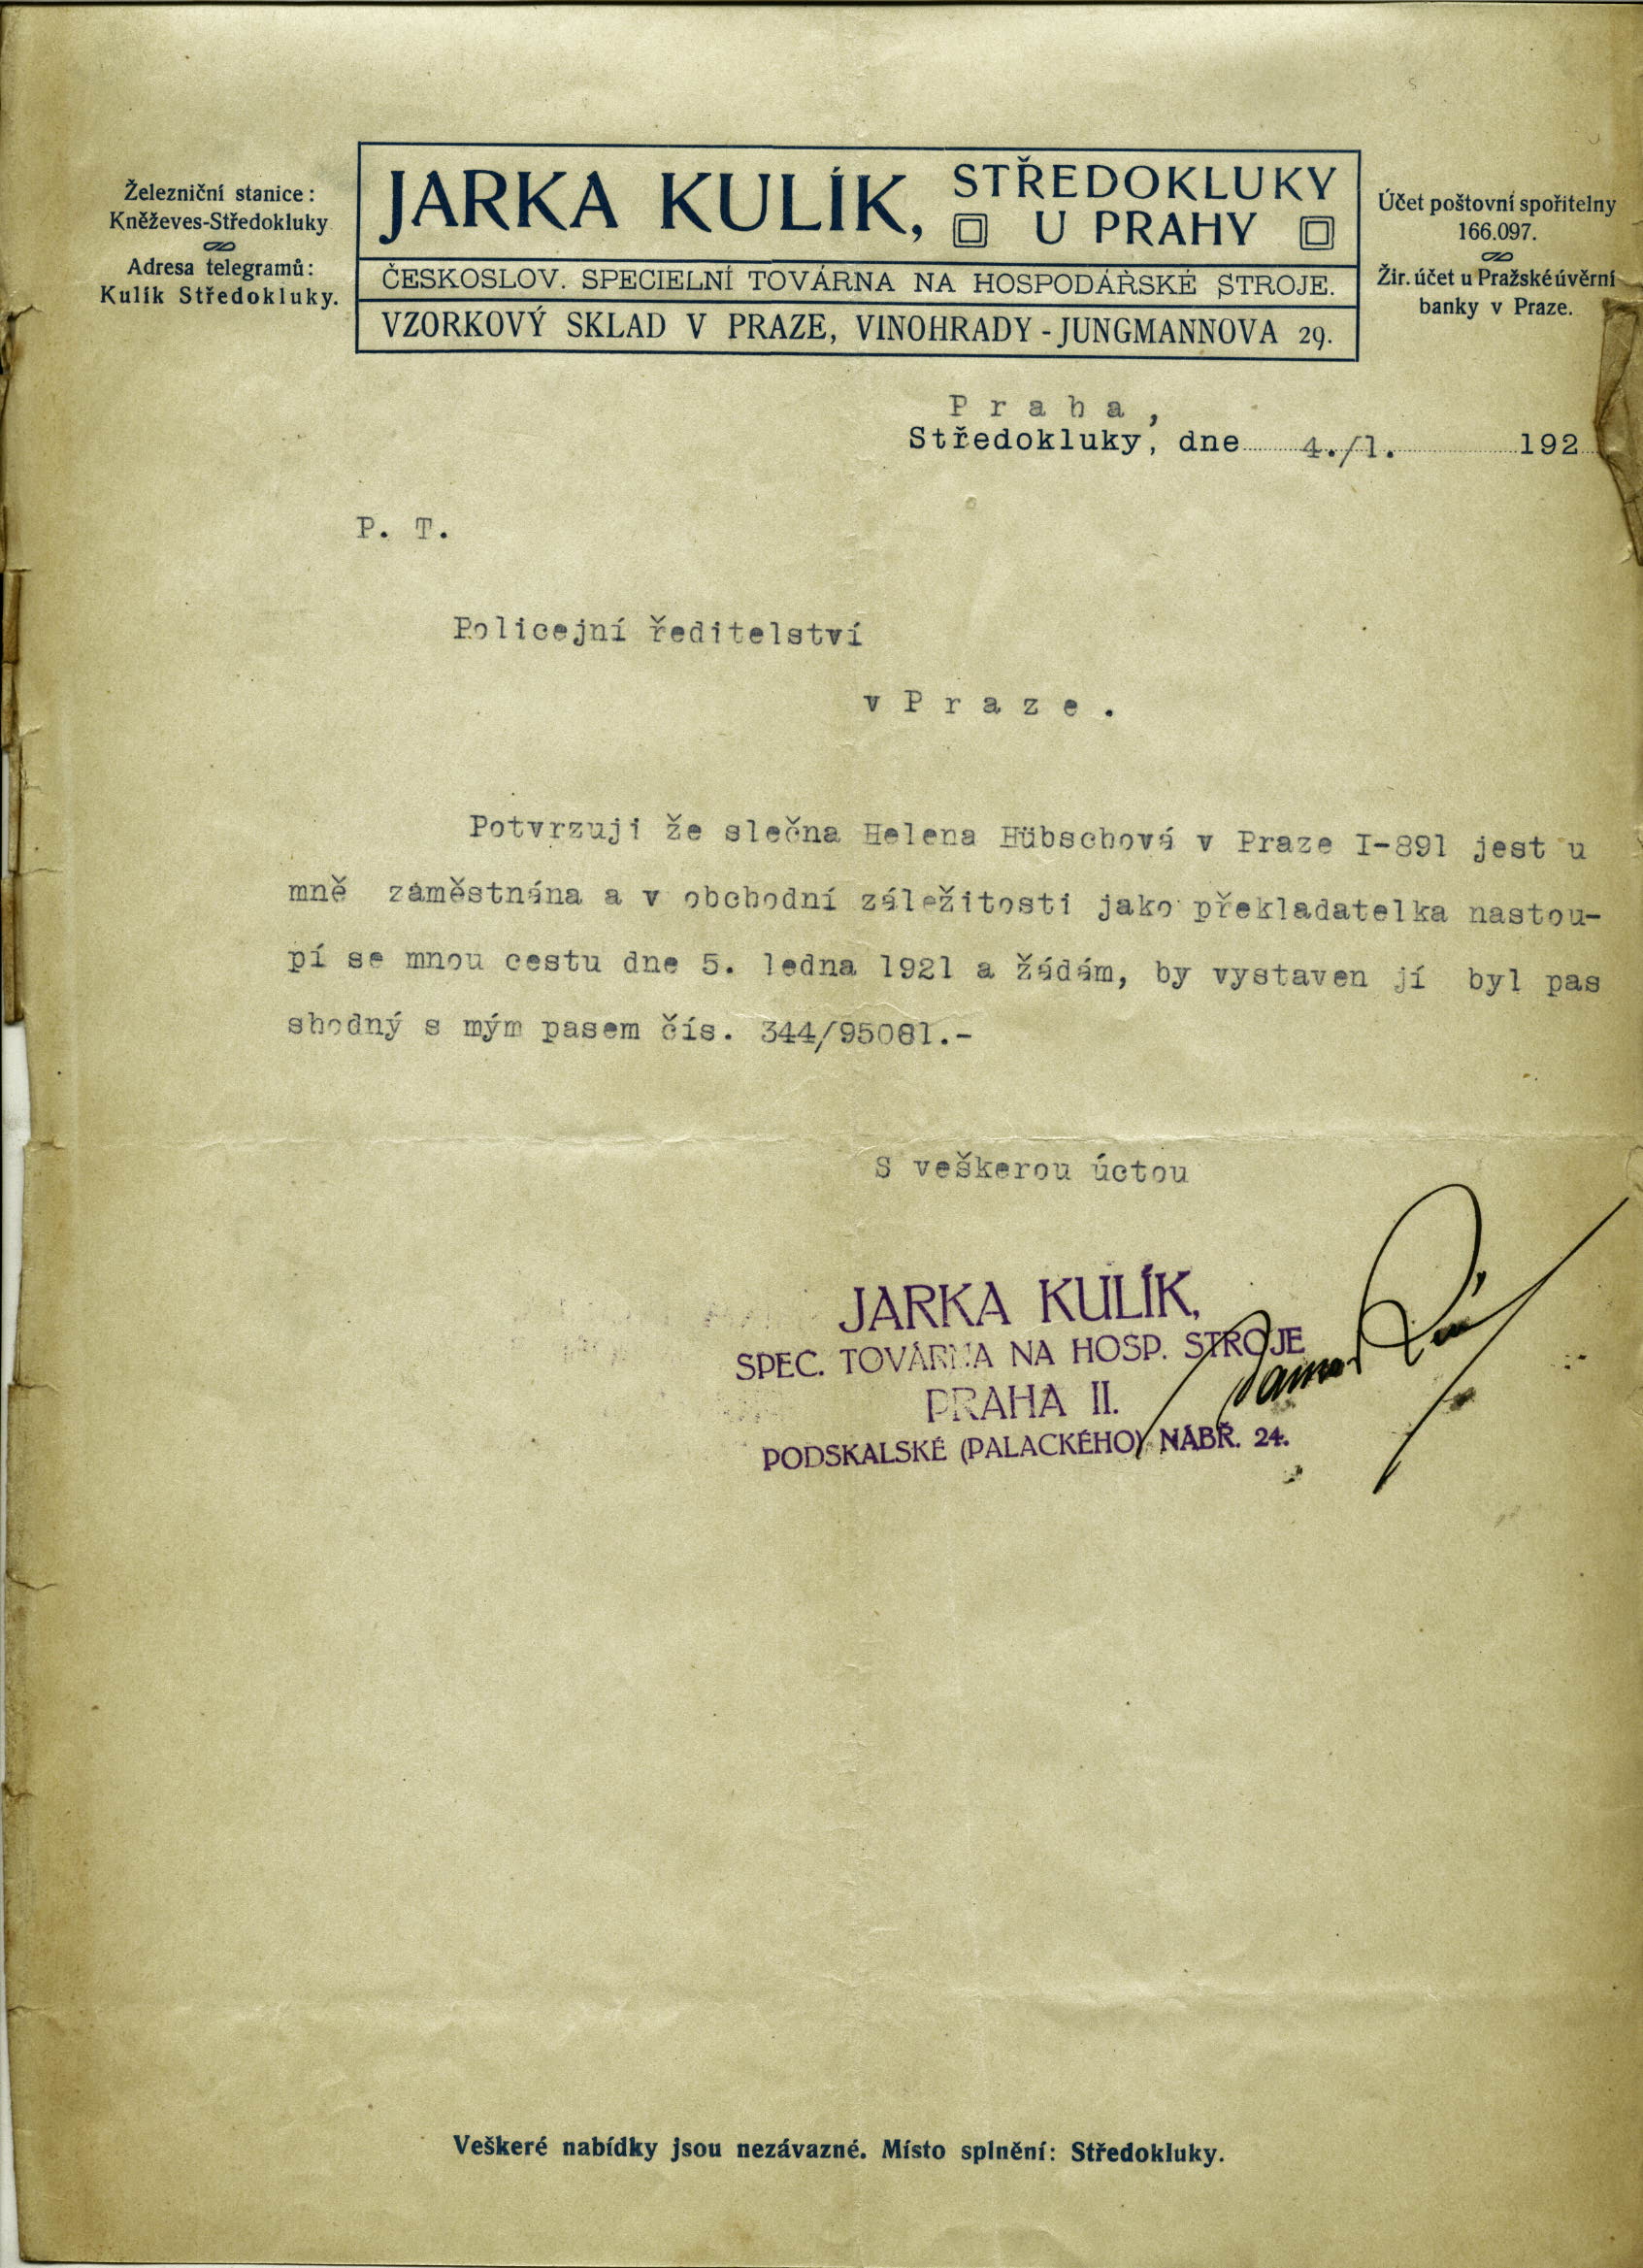 Železniční stanice:
Kněževes-Středokluky
Adresa telegramů:
Kulík Středokluky.
JARKA KULÍK, STŘEDOKLUKY
U PRAHY
ČESKOSLOV. SPECIELNÍ TOVÁRNA NA HOSPODÁŘSKÉ STROJE.
VZORKOVÝ SKLAD V PRAZE, VINOHRADY - JUNGMANNOVA 29.
Účet poštovní spořitelny
166.097.
Žir. účet u Pražské úvěrní
banky v Praze.
Praha,
Středokluky, dne 4./1. 192
P. T.
Policejní ředitelství
v Praze.
Potvrzuji že slečna Helena Hübschová v Praze I-891 jest u
mně zaměstnána a v obchodní záležitosti jako překladatelka nastou-
pí se mnou cestu dne 5. ledna 1921 a žádám, by vystaven jí byl pas
shodný s mým pasem čís. 344/95081.-
S veškerou úctou
JARKA KULÍK,
SPEC. TOVÁRNA NA HOSP. STROJE
PRAHA II.
PODSKALSKÉ (PALACKÉHO) NÁBŘ. 24.
Veškeré nabídky jsou nezávazné. Místo splnění: Středokluky.